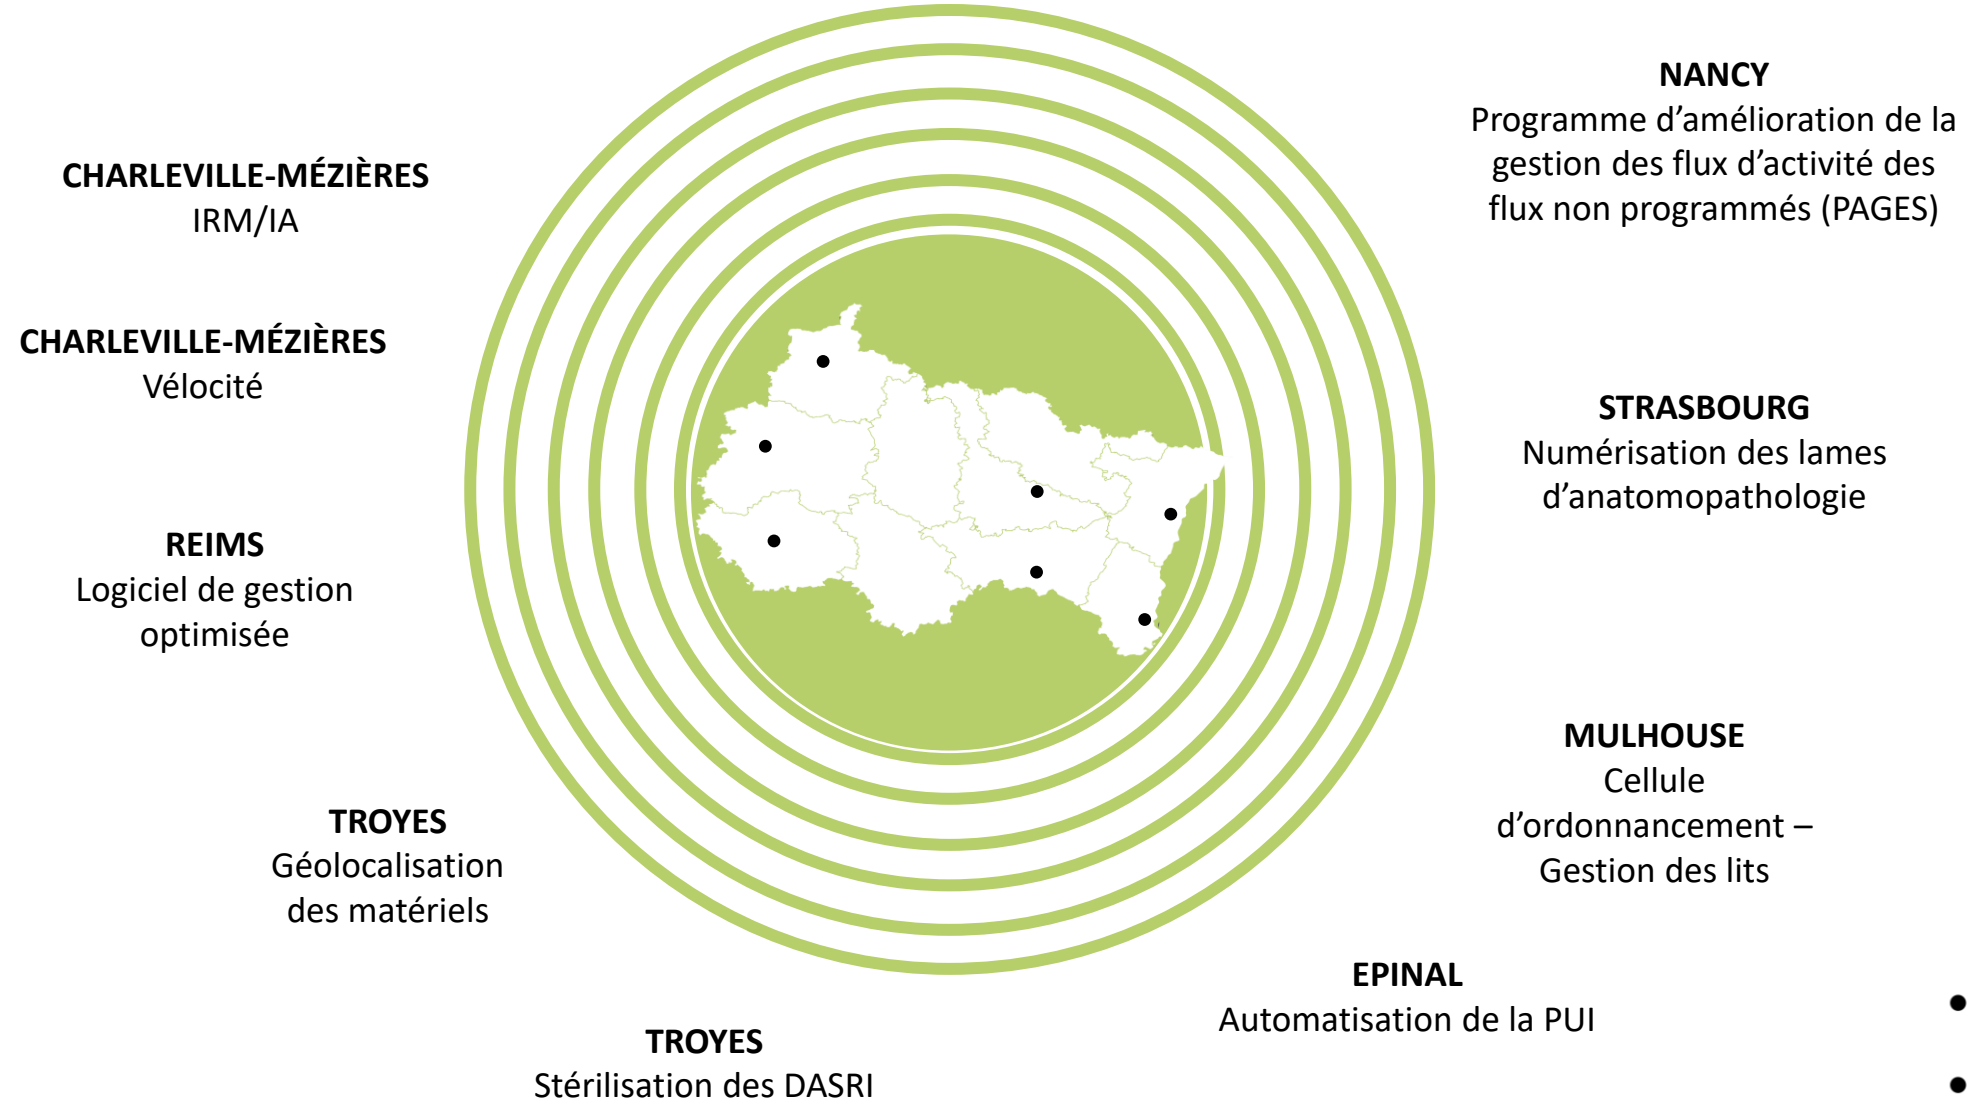 CHARLEVILLE-MÉZIÈRES
IRM/IA
CHARLEVILLE-MÉZIÈRES
Vélocité
REIMS
Logiciel de gestion
optimisée
TROYES
Géolocalisation
des matériels
TROYES
Stérilisation des DASRI
NANCY
Programme d’amélioration de la
gestion des flux d’activité des
flux non programmés (PAGES)
STRASBOURG
Numérisation des lames
d’anatomopathologie
MULHOUSE
Cellule
d’ordonnancement –
Gestion des lits
EPINAL
Automatisation de la PUI